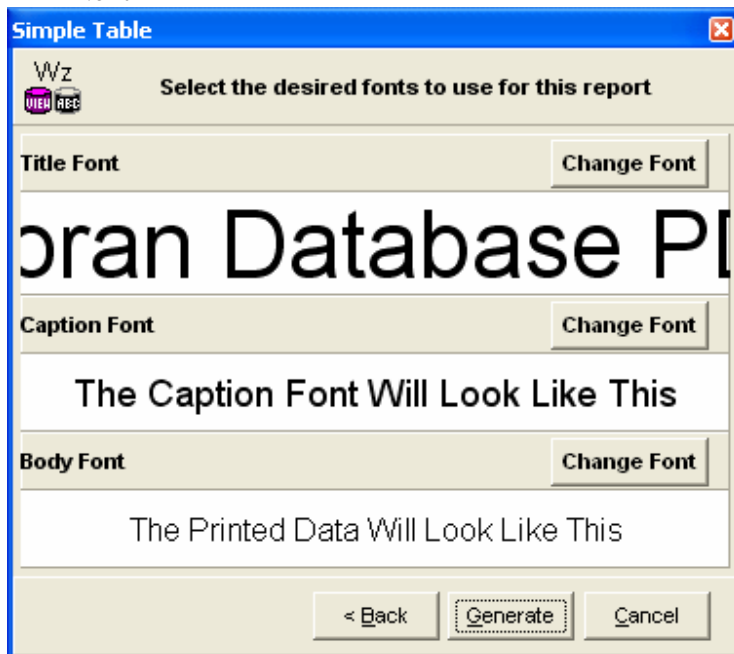 Simple Table
Wz
VIEW ABC
Select the desired fonts to use for this report
Title Font
Change Font
oran Database PD
Caption Font
Change Font
The Caption Font Will Look Like This
Body Font
Change Font
The Printed Data Will Look Like This
< Back
Generate
Cancel